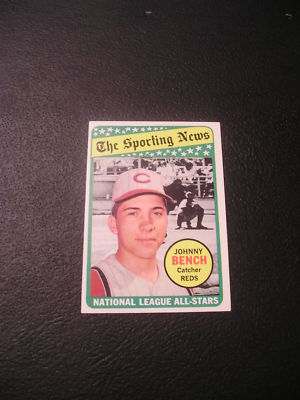 The Sporting News
C
JOHNNY
BENCH
Catcher
REDS
NATIONAL LEAGUE ALL-STARS